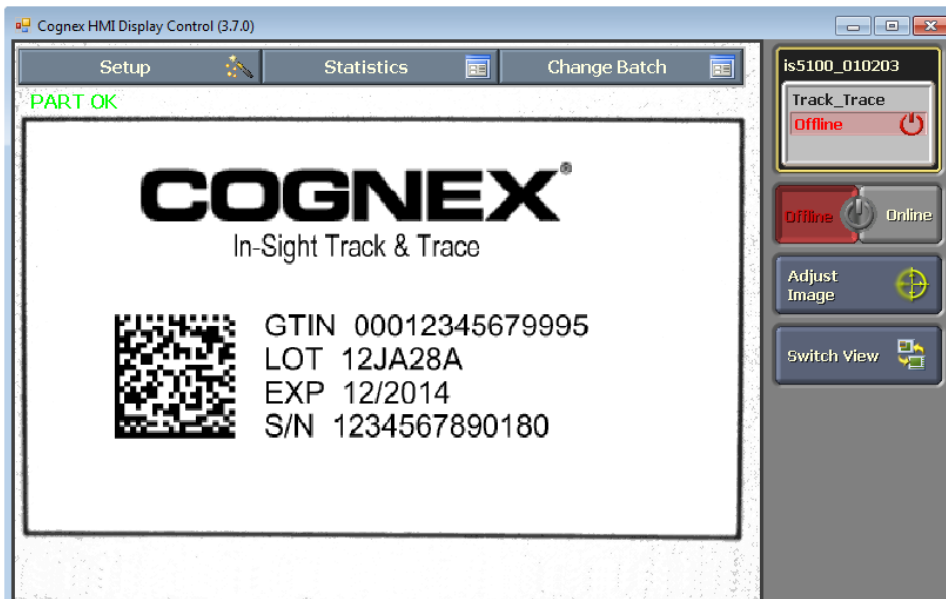 Cognex HMI Display Control (3.7.0)
Setup
Statistics
Change Batch
PART OK
COGNEX®
In-Sight Track & Trace
GTIN 00012345679995
LOT 12JA28A
EXP 12/2014
S/N 1234567890180
is5100_010203
Track_Trace
Offline
Offline
Online
Adjust
Image
Switch View